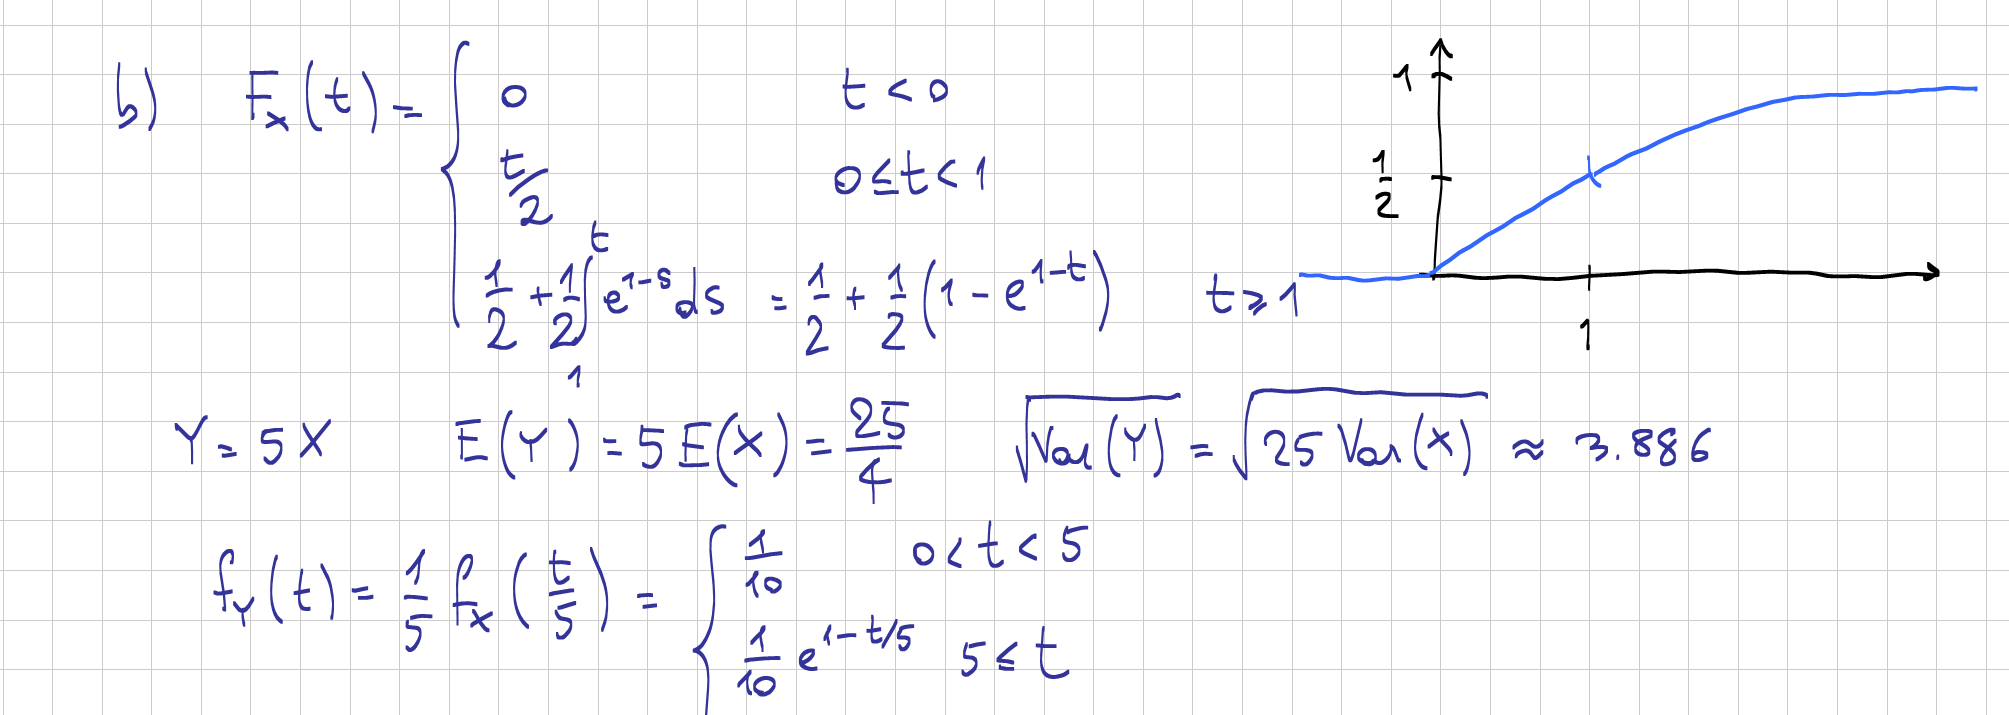 b) F_X(t) = { 0 t < 0
t/2 0 ≤ t < 1
1/2 + 1/2 ∫_1^t e^{1-s} ds = 1/2 + 1/2 (1 - e^{1-t}) t ≥ 1
1
1/2
1
Y = 5X E(Y) = 5 E(X) = 25/4 √Var(Y) = √25 Var(X) ≈ 3.886
f_Y(t) = 1/5 f_X(t/5) = { 1/10 0 < t < 5
1/10 e^{1-t/5} 5 ≤ t